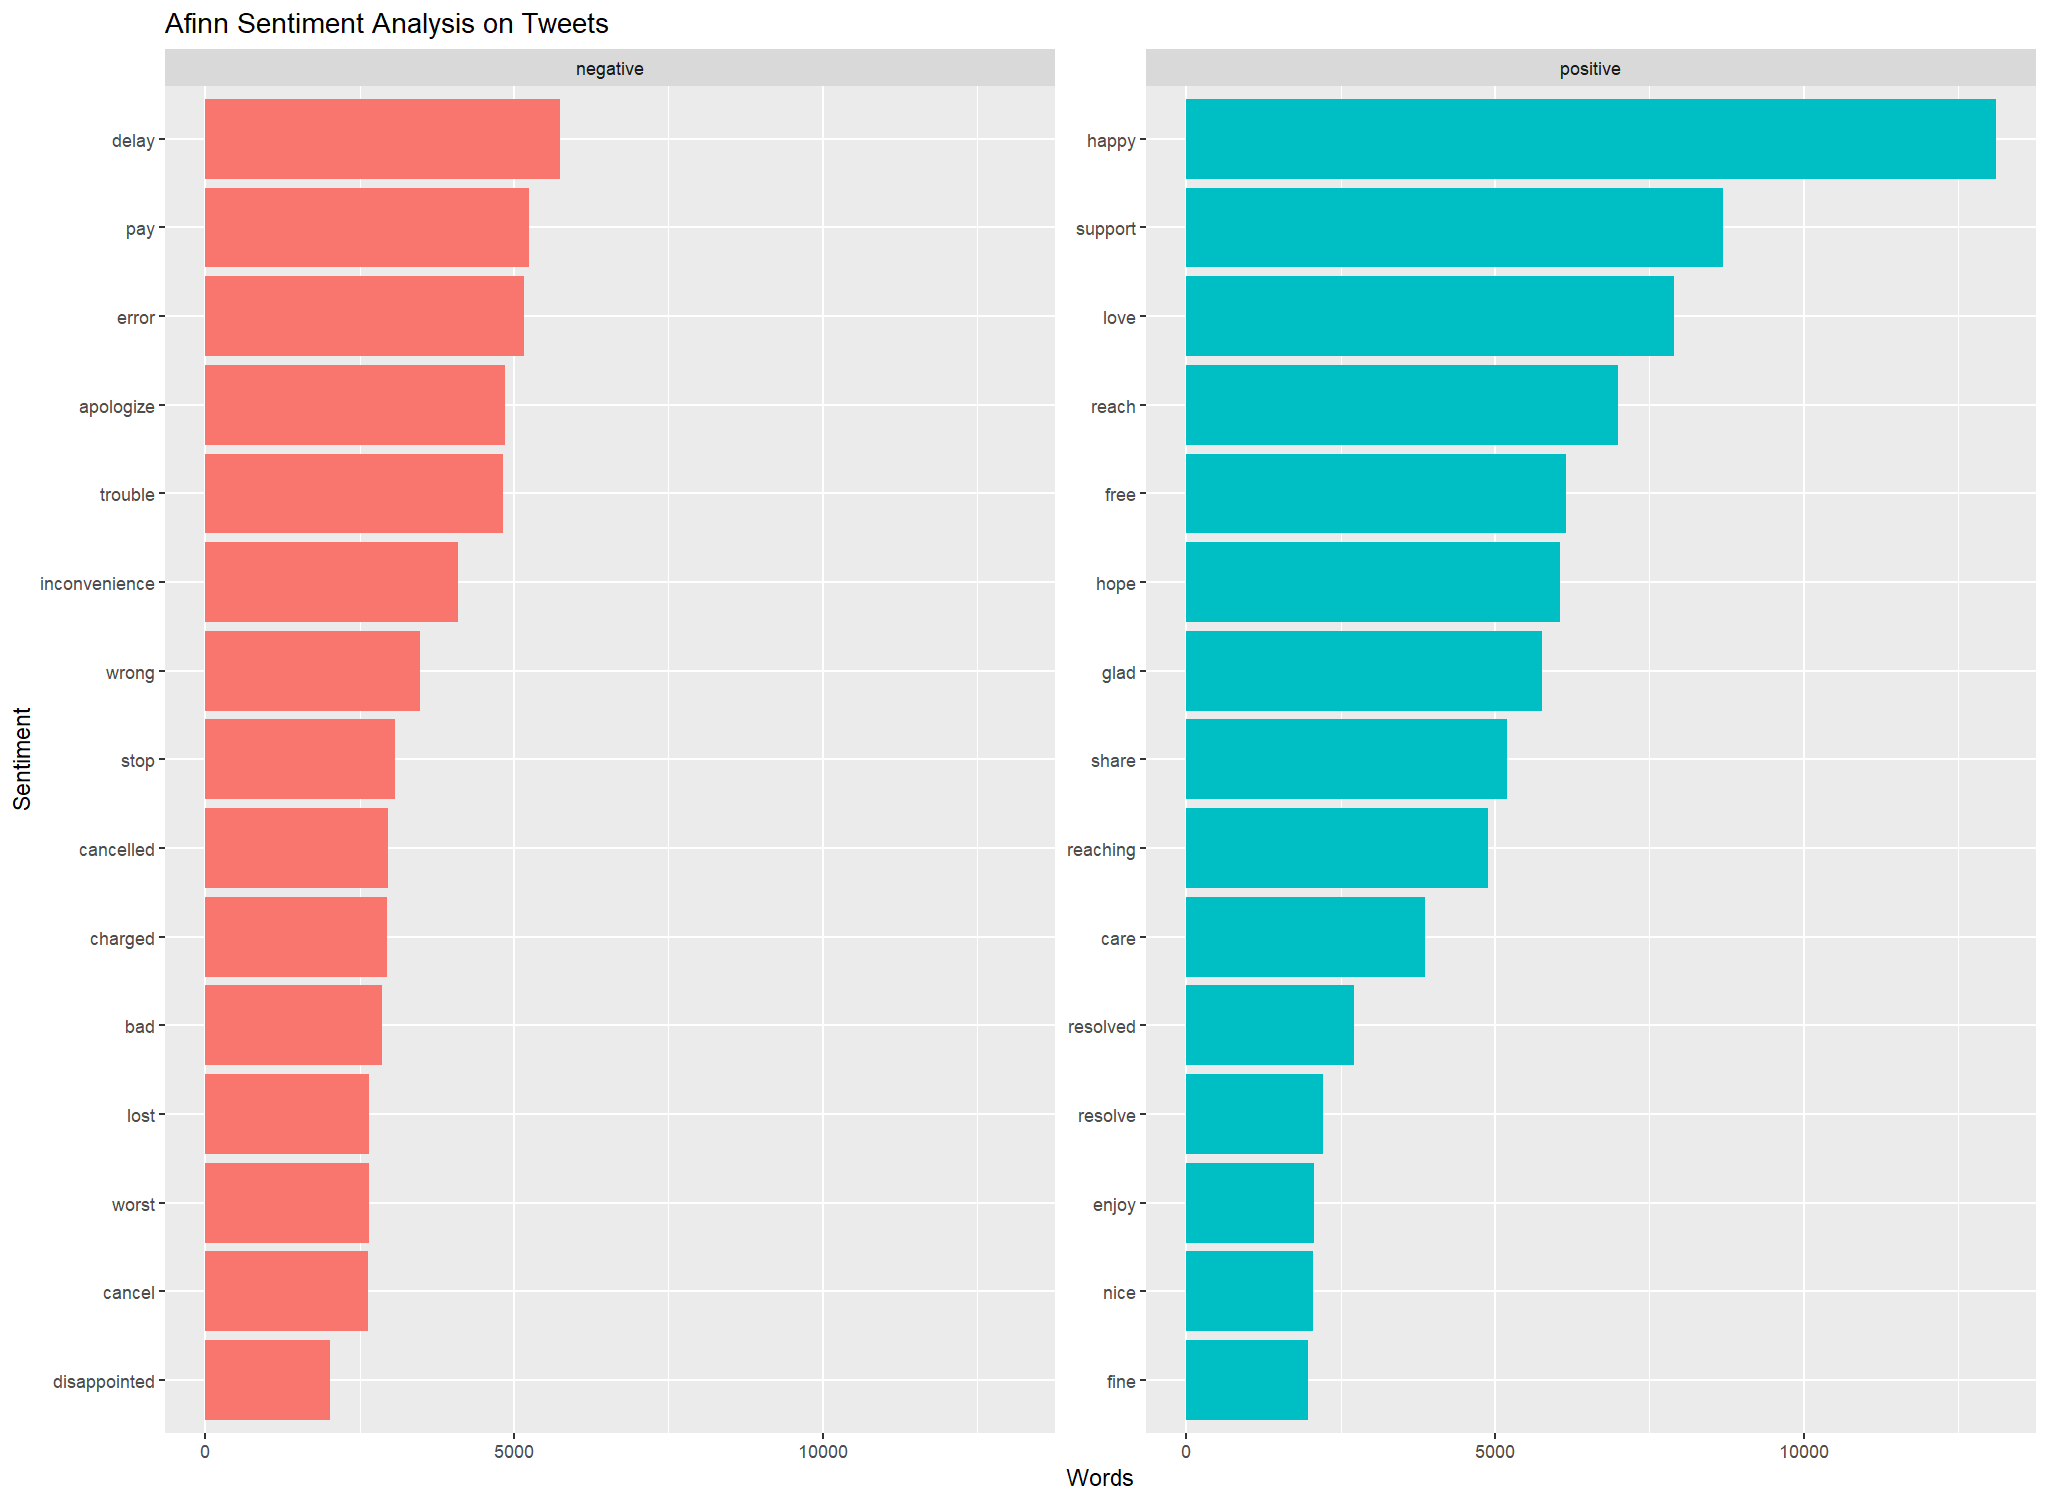 Afinn Sentiment Analysis on Tweets
negative
delay
pay
error
apologize
trouble
inconvenience
wrong
stop
cancelled
charged
bad
lost
worst
cancel
disappointed
0 5000 10000
positive
happy
support
love
reach
free
hope
glad
share
reaching
care
resolved
resolve
enjoy
nice
fine
0 5000 10000
Sentiment
Words